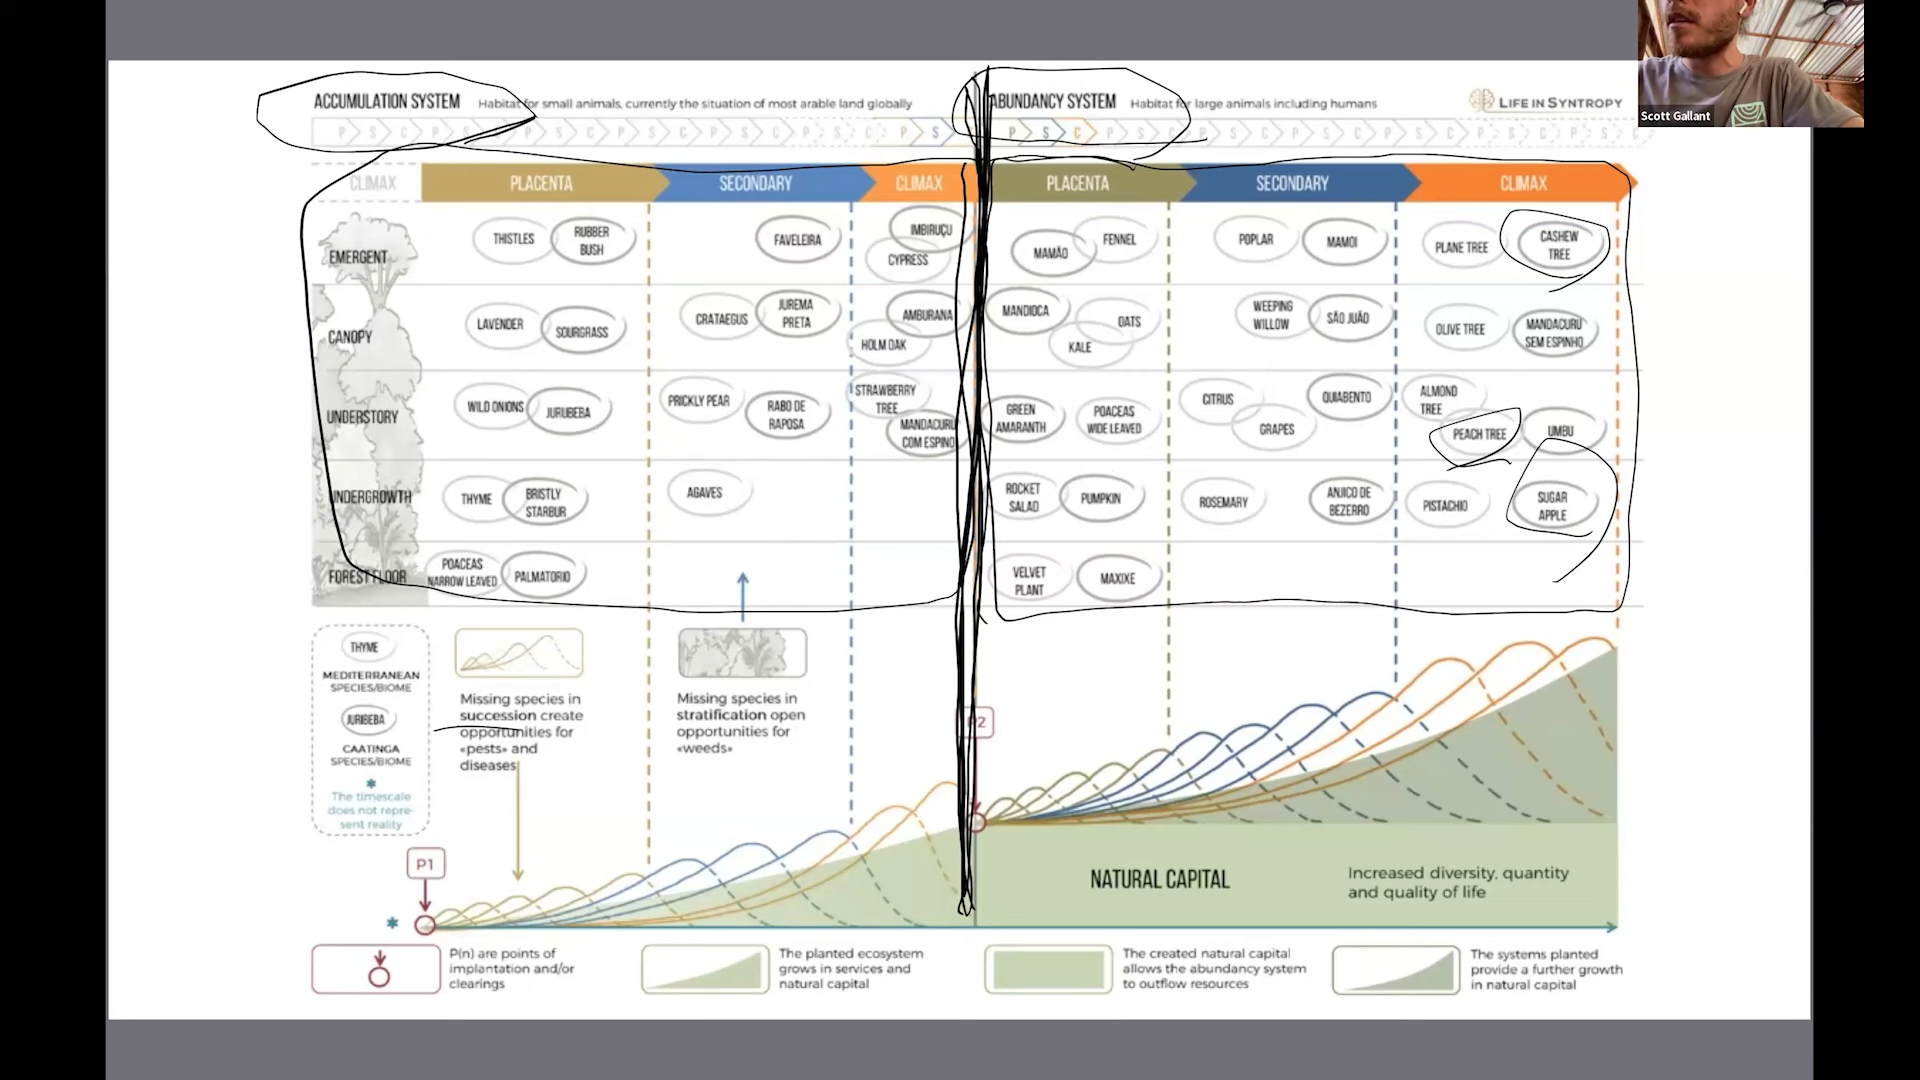 ACCUMULATION SYSTEM
Habitat for small animals, currently the situation of most arable land globally
ABUNDANCY SYSTEM
Habitat for large animals including humans
LIFE IN SYNTROPY
Scott Gallant
P S C P S C P S C P S C P S C P S C P S C P S
P S C P S C P S C P S C P S C P S C P S C
CLIMAX
PLACENTA
SECONDARY
CLIMAX
PLACENTA
SECONDARY
CLIMAX
EMERGENT
THISTLES
RUBBER
BUSH
FAVELEIRA
IMBIRUÇU
CYPRESS
MAMÃO
FENNEL
POPLAR
MAMOI
PLANE TREE
CASHEW
TREE
CANOPY
LAVENDER
SOURGRASS
CRATAEGUS
JUREMA
PRETA
AMBURANA
HOLM OAK
MANDIOCA
OATS
KALE
WEEPING
WILLOW
SÃO JUÃO
OLIVE TREE
MANDACURU
SEM ESPINHO
UNDERSTORY
WILD ONIONS
JURUBEBA
PRICKLY PEAR
RABO DE
RAPOSA
STRAWBERRY
TREE
MANDACURU
COM ESPINO
GREEN
AMARANTH
POACEAS
WIDE LEAVED
CITRUS
GRAPES
QUIABENTO
ALMOND
TREE
PEACH TREE
UMBU
UNDERGROWTH
THYME
BRISTLY
STARBUR
AGAVES
ROCKET
SALAD
PUMPKIN
ROSEMARY
ANJICO DE
BEZERRO
PISTACHIO
SUGAR
APPLE
FOREST FLOOR
POACEAS
NARROW LEAVED
PALMATORIO
VELVET
PLANT
MAXIXE
THYME
MEDITERRANEAN
SPECIES/BIOME
JURIBEBA
CAATINGA
SPECIES/BIOME
*
The timescale
does not repre-
sent reality
Missing species in
succession create
opportunities for
«pests» and
diseases
Missing species in
stratification open
opportunities for
«weeds»
P2
P1
*
NATURAL CAPITAL
Increased diversity, quantity
and quality of life
P(n) are points of
implantation and/or
clearings
The planted ecosystem
grows in services and
natural capital
The created natural capital
allows the abundancy system
to outflow resources
The systems planted
provide a further growth
in natural capital